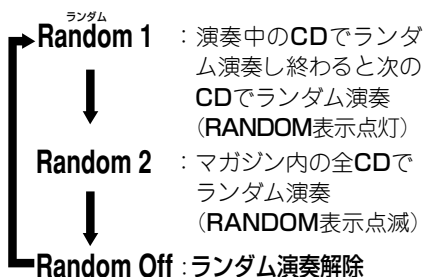 ランダム
Random 1 ：演奏中のCDでランダ
ム演奏し終わると次の
CDでランダム演奏
（RANDOM表示点灯）
Random 2 ：マガジン内の全CDで
ランダム演奏
（RANDOM表示点滅）
Random Off：ランダム演奏解除